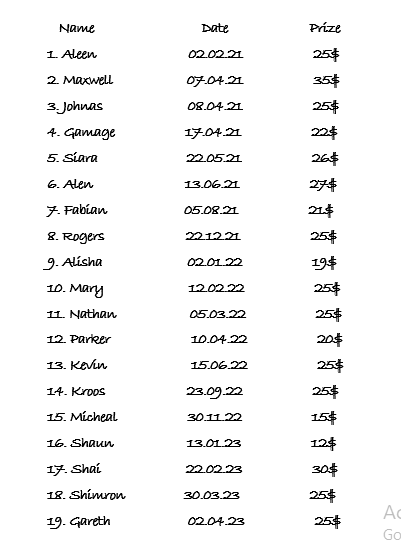 Name Date Prize
1. Aleen 02.02.21 25$
2. Maxwell 07.04.21 35$
3. Johnas 08.04.21 25$
4. Gamage 17.04.21 22$
5. Siara 22.05.21 26$
6. Alen 13.06.21 27$
7. Fabian 05.08.21 21$
8. Rogers 22.12.21 25$
9. Alisha 02.01.22 19$
10. Mary 12.02.22 25$
11. Nathan 05.03.22 25$
12. Parker 10.04.22 20$
13. Kevin 15.06.22 25$
14. Kroos 23.09.22 25$
15. Micheal 30.11.22 15$
16. Shaun 13.01.23 12$
17. Shai 22.02.23 30$
18. Shimron 30.03.23 25$
19. Gareth 02.04.23 25$